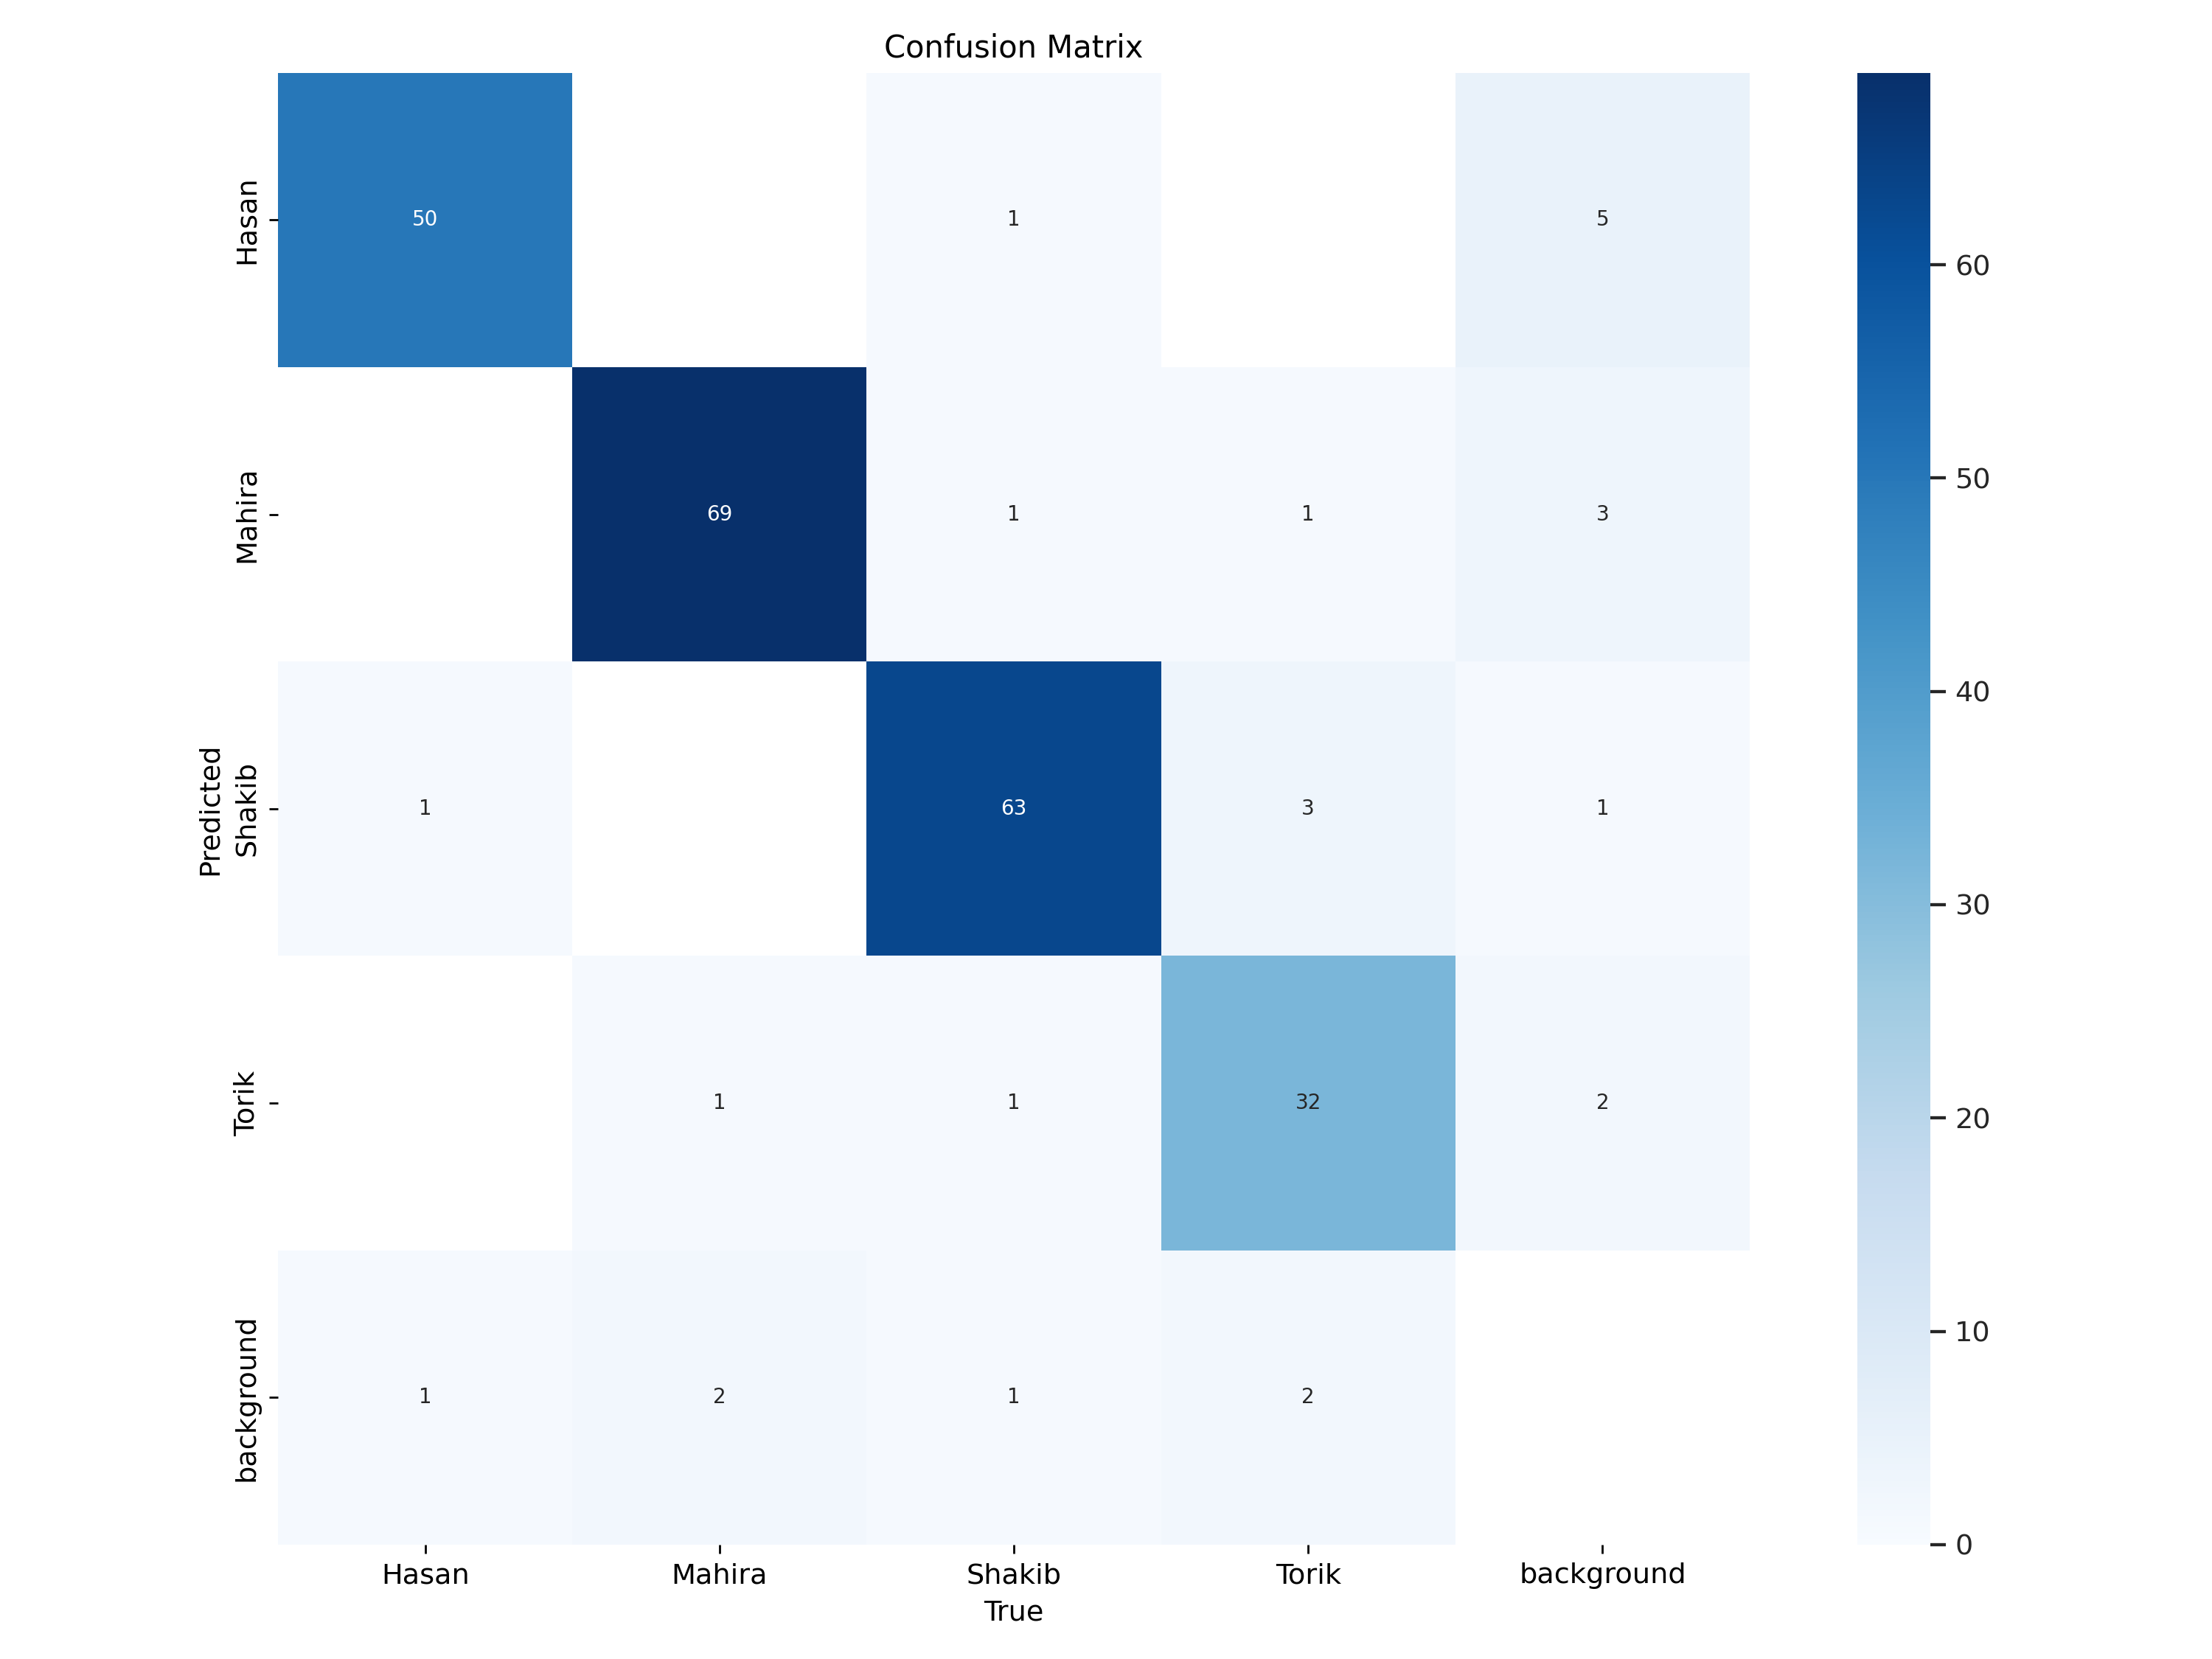 Confusion Matrix
Hasan
50
1
5
60
50
Mahira
69
1
1
3
40
Predicted
Shakib
1
63
3
1
30
Torik
1
1
32
2
20
10
background
1
2
1
2
0
Hasan
Mahira
Shakib
Torik
background
True